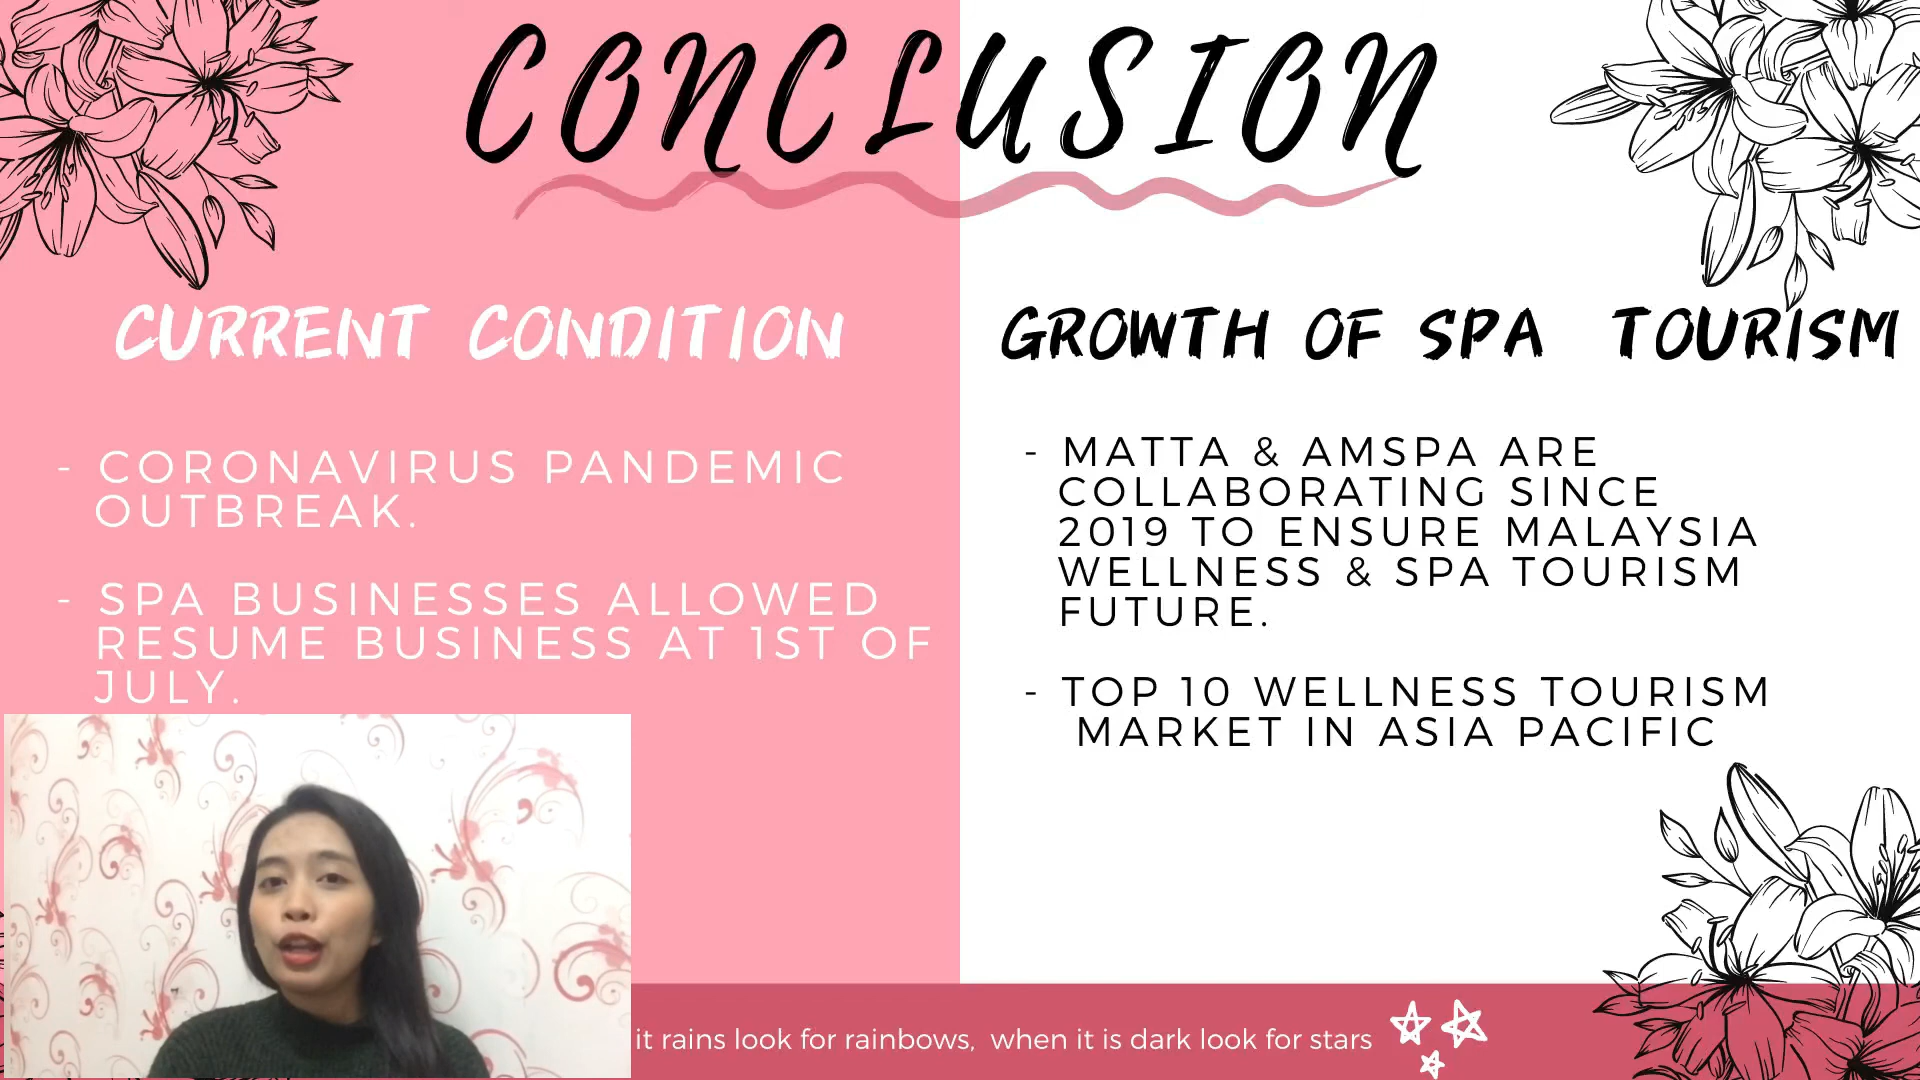 CONCLUSION
CURRENT CONDITION
- CORONAVIRUS PANDEMIC
OUTBREAK.
- SPA BUSINESSES ALLOWED
RESUME BUSINESS AT 1ST OF
JULY.
GROWTH OF SPA TOURISM
- MATTA & AMSPA ARE
COLLABORATING SINCE
2019 TO ENSURE MALAYSIA
WELLNESS & SPA TOURISM
FUTURE.
- TOP 10 WELLNESS TOURISM
MARKET IN ASIA PACIFIC
it rains look for rainbows, when it is dark look for stars